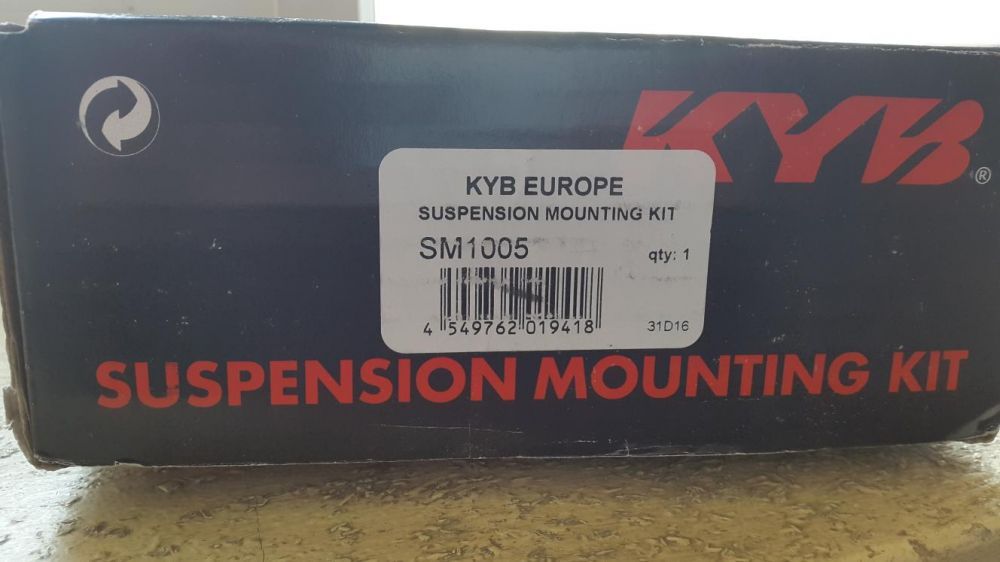 KYB®
KYB EUROPE
SUSPENSION MOUNTING KIT
SM1005
qty: 1
4 549762 019418
31D16
SUSPENSION MOUNTING KIT